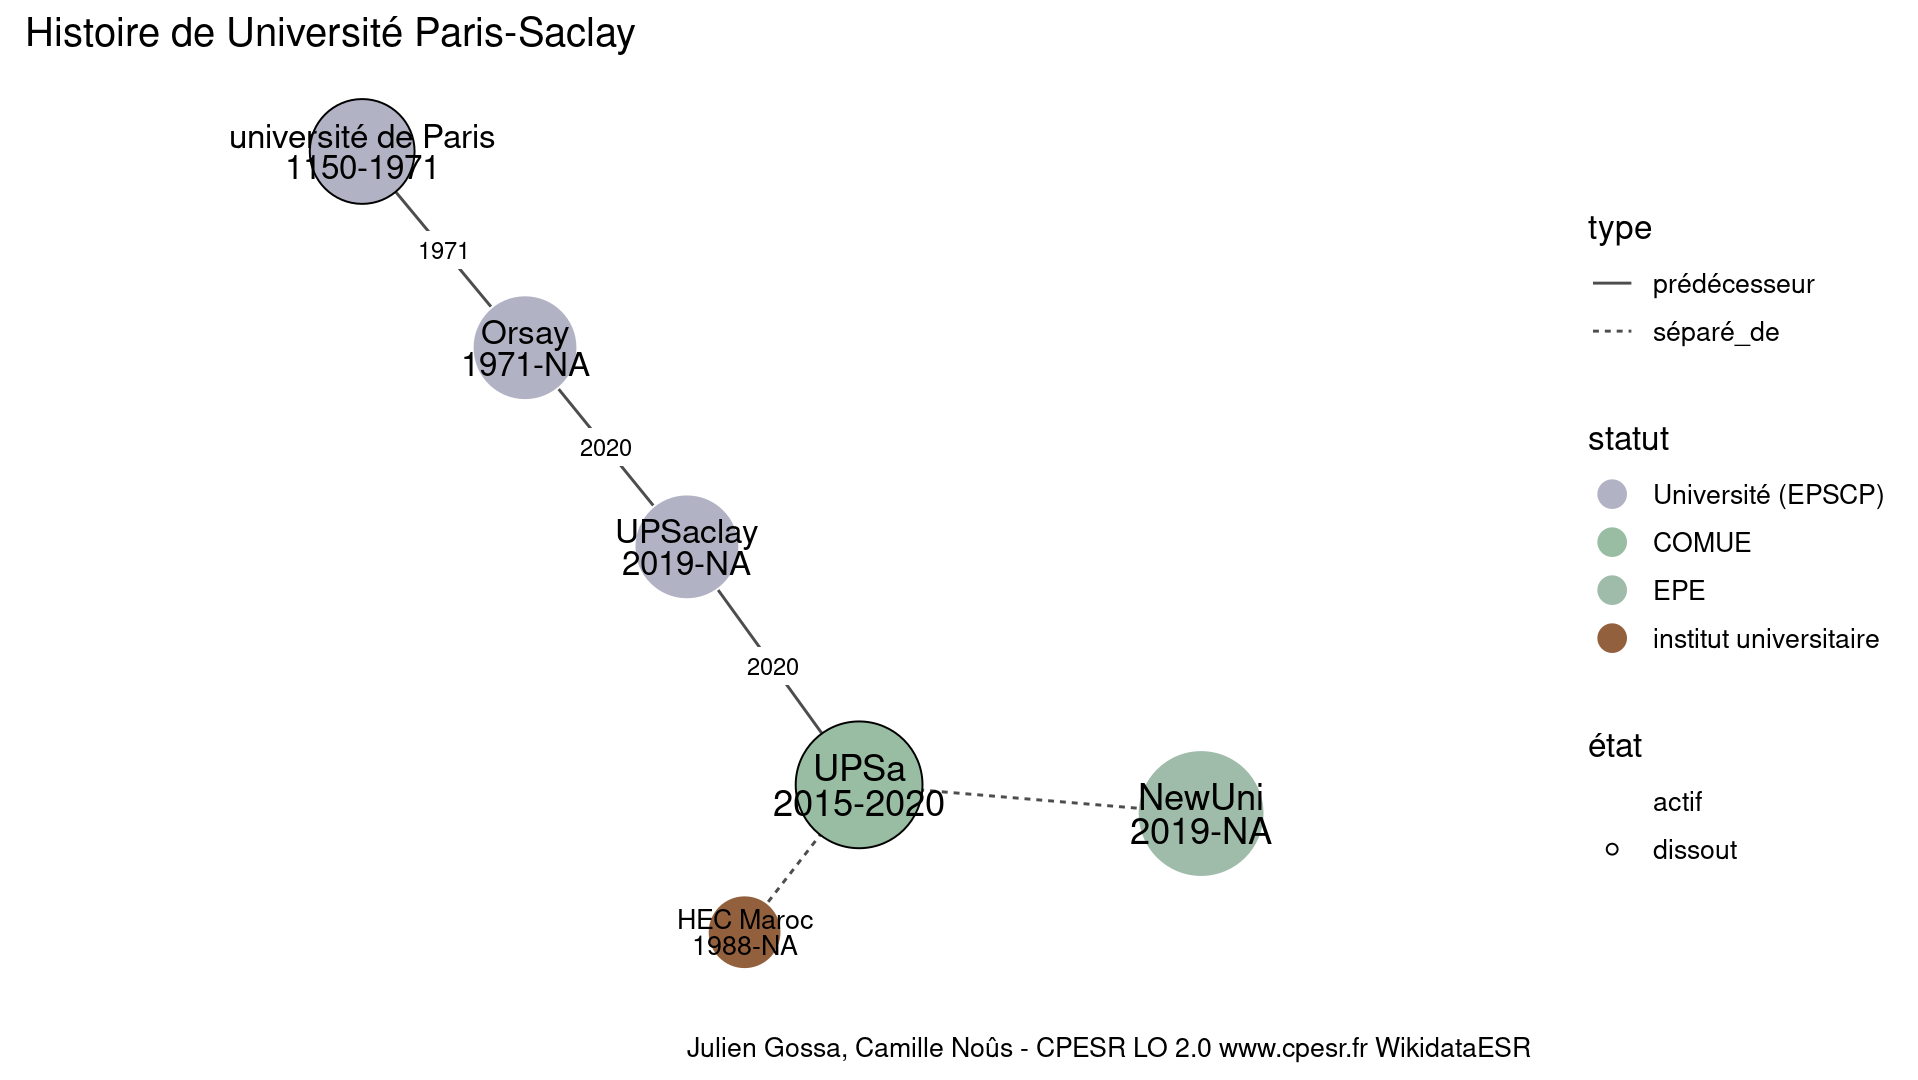 Histoire de Université Paris-Saclay
université de Paris
1150-1971
1971
Orsay
1971-NA
2020
UPSaclay
2019-NA
2020
UPSa
2015-2020
NewUni
2019-NA
HEC Maroc
1988-NA
type
prédécesseur
séparé_de
statut
Université (EPSCP)
COMUE
EPE
institut universitaire
état
actif
dissout
Julien Gossa, Camille Noûs - CPESR LO 2.0 www.cpesr.fr WikidataESR